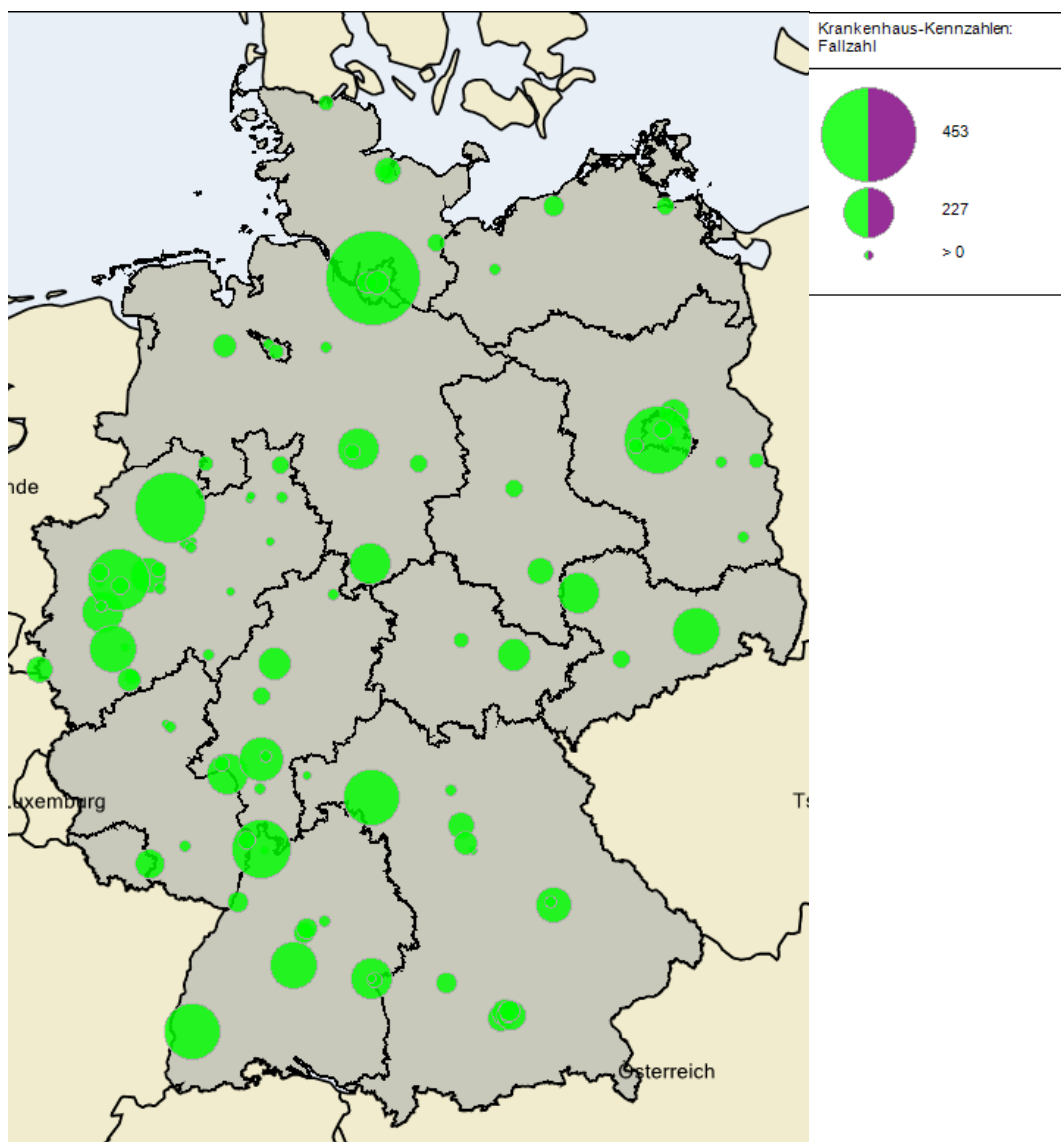 Krankenhaus-Kennzahlen:
Fallzahl
453
227
> 0
nde
uxemburg
Ts
Österreich